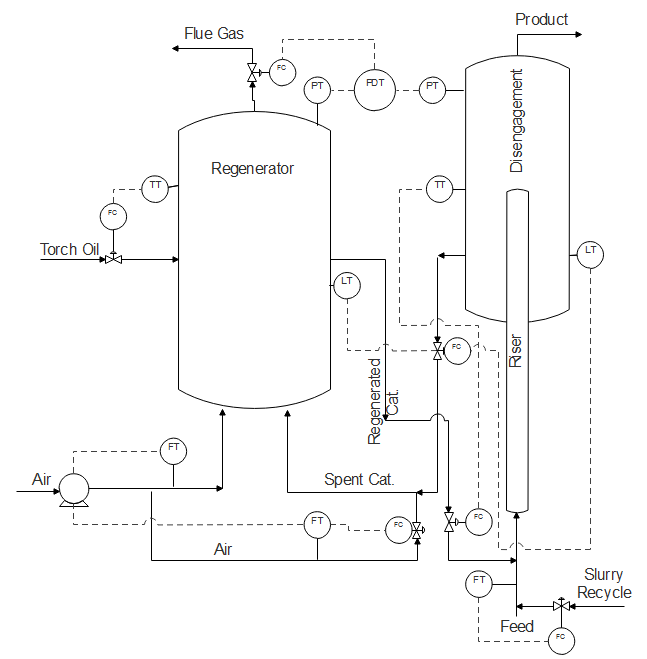 Product
Flue Gas
FC
PT
PDT
PT
Disengagement
Regenerator
TT
TT
FC
Torch Oil
LT
LT
FC
Riser
Regenerated
Cat.
FT
Air
Spent Cat.
FT
FC
FC
Air
FT
Slurry
Recycle
Feed
FC